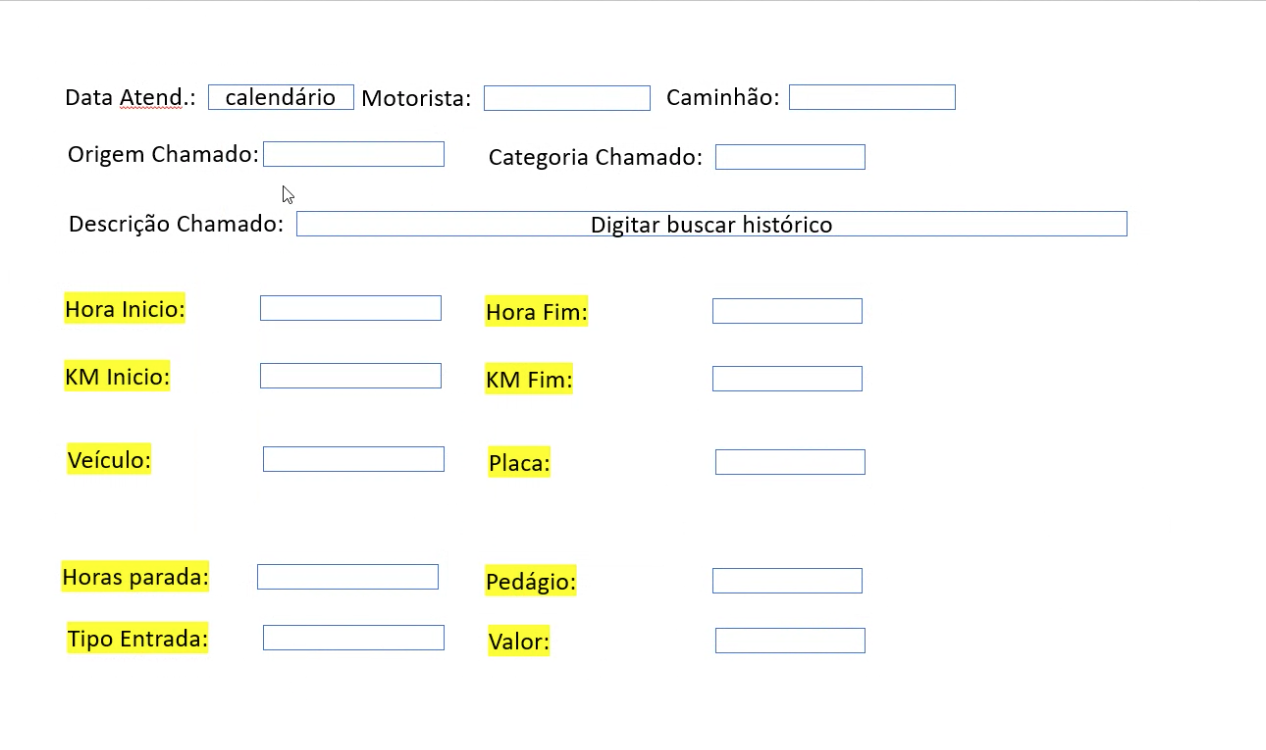 Data Atend.: calendário Motorista: Caminhão:
Origem Chamado: Categoria Chamado:
Descrição Chamado: Digitar buscar histórico
Hora Inicio: Hora Fim:
KM Inicio: KM Fim:
Veículo: Placa:
Horas parada: Pedágio:
Tipo Entrada: Valor: